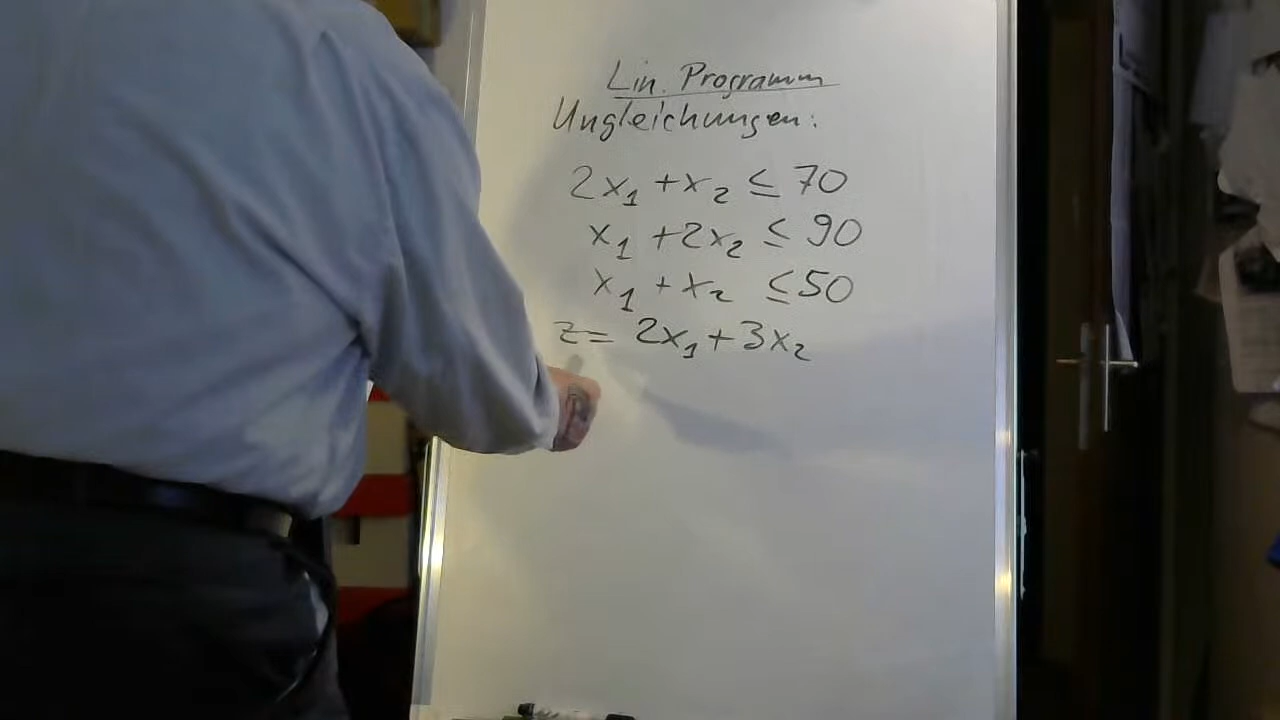 Lin. Programm
Ungleichungen:
2x₁ + x₂ ≤ 70
x₁ + 2x₂ ≤ 90
x₁ + x₂ ≤ 50
z = 2x₁ + 3x₂